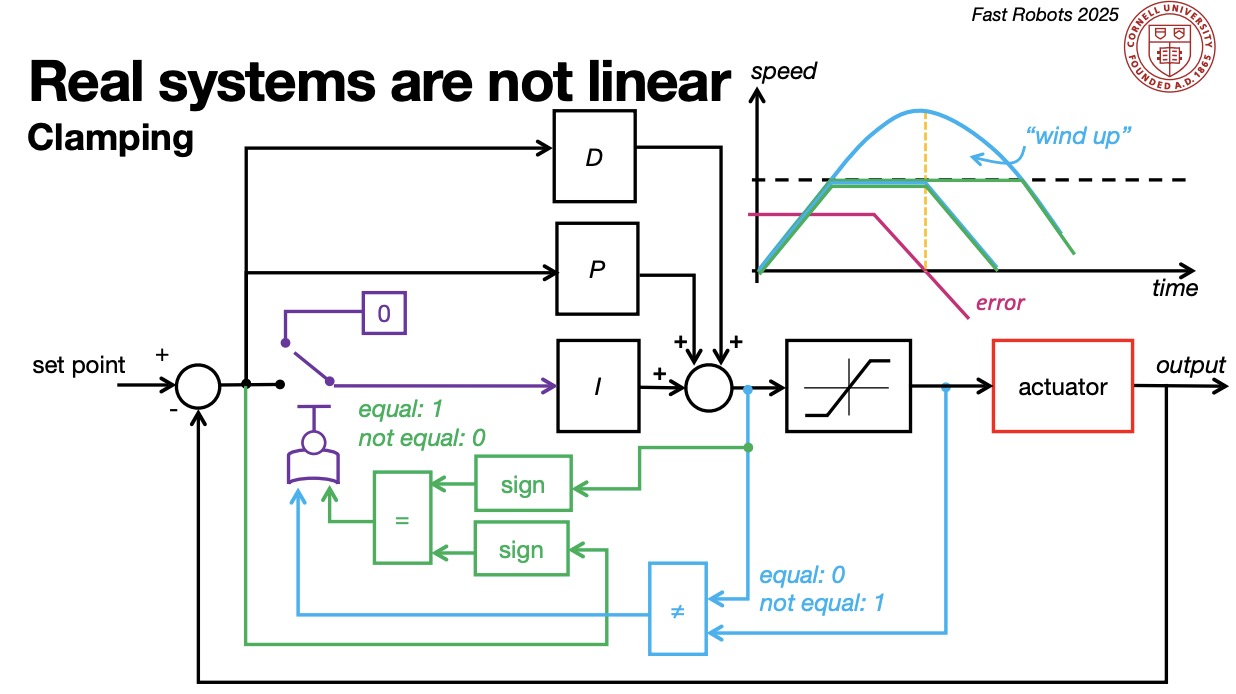 Fast Robots 2025
CORNELL UNIVERSITY
FOUNDED A.D. 1865
Real systems are not linear
Clamping
speed
"wind up"
time
error
D
P
0
set point
+
-
I
+
+
+
actuator
output
equal: 1
not equal: 0
sign
=
sign
≠
equal: 0
not equal: 1